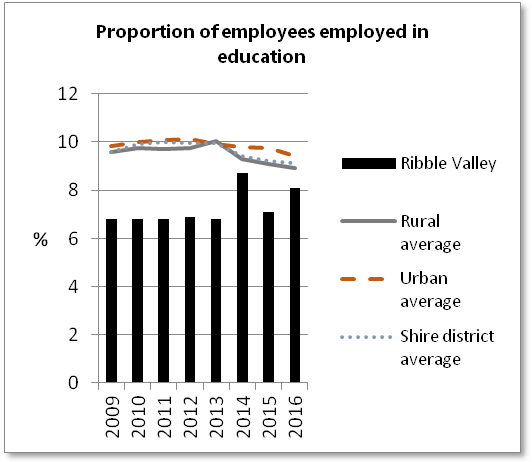 Proportion of employees employed in
education
12
10
8
6
4
2
0
%
2009
2010
2011
2012
2013
2014
2015
2016
Ribble Valley
Rural
average
Urban
average
Shire district
average